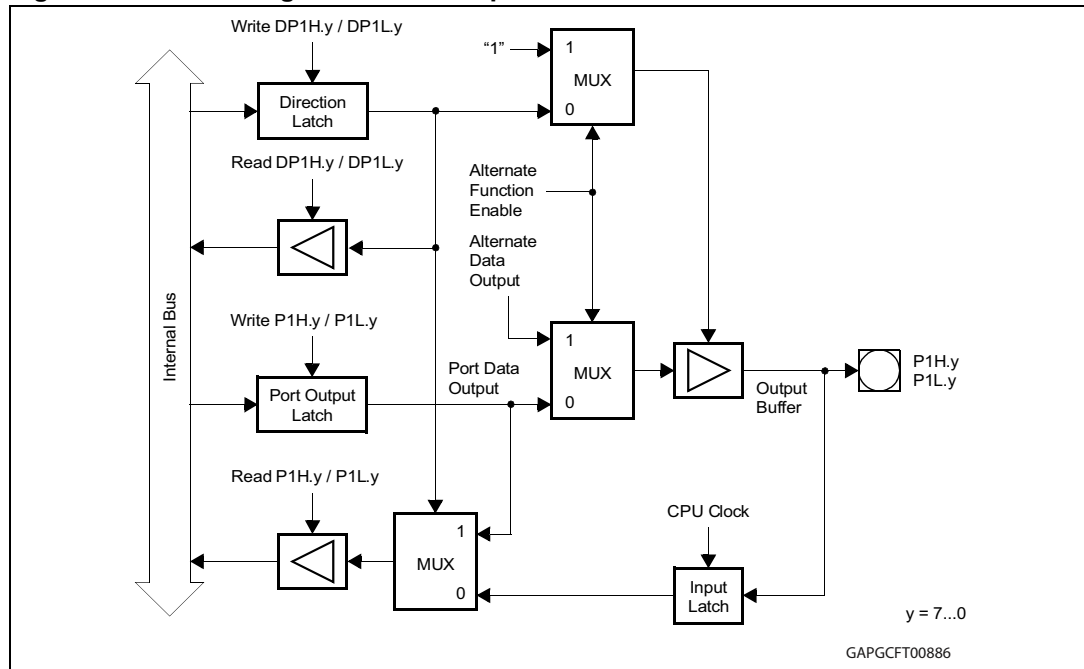 Write DP1H.y / DP1L.y
“1”
1
MUX
0
Direction
Latch
Read DP1H.y / DP1L.y
Alternate
Function
Enable
Alternate
Data
Output
Internal Bus
Write P1H.y / P1L.y
1
MUX
0
Port Data
Output
Port Output
Latch
Output
Buffer
P1H.y
P1L.y
Read P1H.y / P1L.y
CPU Clock
1
MUX
0
Input
Latch
y = 7...0
GAPGCFT00886